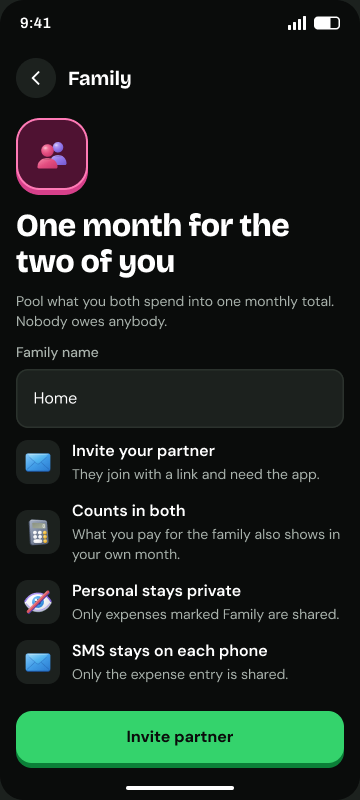 9:41
Family
One month for the
two of you
Pool what you both spend into one monthly total.
Nobody owes anybody.
Family name
Home
Invite your partner
They join with a link and need the app.
Counts in both
What you pay for the family also shows in
your own month.
Personal stays private
Only expenses marked Family are shared.
SMS stays on each phone
Only the expense entry is shared.
Invite partner